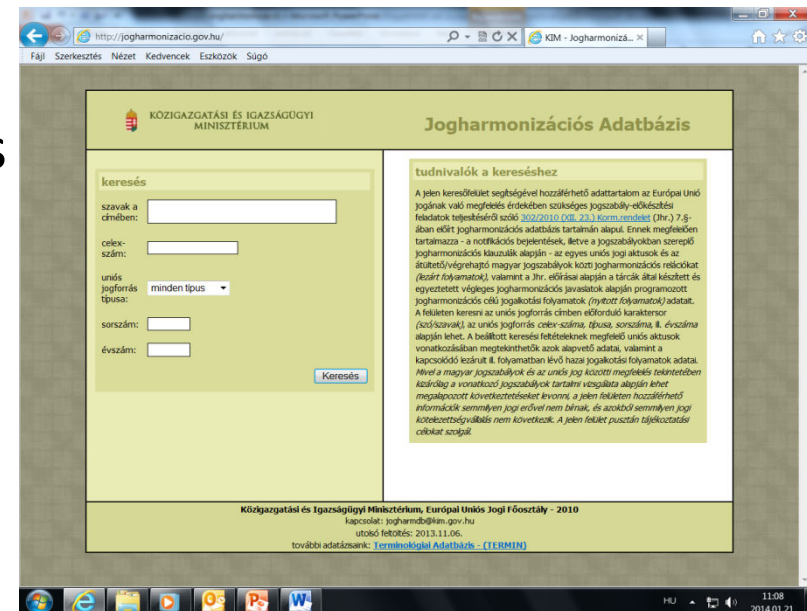 s
http://jogharmonizacio.gov.hu/
KIM - Jogharmonizá...
Fájl Szerkesztés Nézet Kedvencek Eszközök Súgó
KÖZIGAZGATÁSI ÉS IGAZSÁGÜGYI
MINISZTÉRIUM
Jogharmonizációs Adatbázis
keresés
szavak a
címében:
celex-
szám:
uniós
jogforrás
típusa:
minden típus
sorszám:
évszám:
Keresés
tudnivalók a kereséshez
A jelen keresőfelület segítségével hozzáférhető adattartalom az Európai Unió
jogának való megfelelés érdekében szükséges jogszabály-előkészítési
feladatok teljesítéséről szóló 302/2010 (XII. 23.) Korm.rendelet (Jhr.) 7.§-
ában előírt jogharmonizációs adatbázis tartalmán alapul. Ennek megfelelően
tartalmazza - a notifikációs bejelentések, illetve a jogszabályokban szereplő
jogharmonizációs klauzulák alapján - az egyes uniós jogi aktusok és az
átültető/végrehajtó magyar jogszabályok közti jogharmonizációs relációkat
(lezárt folyamatok), valamint a Jhr. előírásai alapján a tárcák által készített és
egyeztetett végleges jogharmonizációs javaslatok alapján programozott
jogharmonizációs célú jogalkotási folyamatok (nyitott folyamatok) adatait.
A felületen keresni az uniós jogforrás címben előforduló karaktersor
(szó/szavak), az uniós jogforrás celex-száma, típusa, sorszáma, ill. évszáma
alapján lehet. A beállított keresési feltételeknek megfelelő uniós aktusok
vonatkozásában megtekinthetők azok alapvető adatai, valamint a
kapcsolódó lezárult ill. folyamatban lévő hazai jogalkotási folyamatok adatai.
Mivel a magyar jogszabályok és az uniós jog közötti megfelelés tekintetében
kizárólag a vonatkozó jogszabályok tartalmi vizsgálata alapján lehet
megalapozott következtetéseket levonni, a jelen felületen hozzáférhető
információk semmilyen jogi erővel nem bírnak, és azokból semmilyen jogi
kötelezettségvállalás nem következik. A jelen felület pusztán tájékoztatási
célokat szolgál.
Közigazgatási és Igazságügyi Minisztérium, Európai Uniós Jogi Főosztály - 2010
kapcsolat: jogharmdb@kim.gov.hu
utolsó feltöltés: 2013.11.06.
további adatázisaink: Terminológiai Adatbázis - (TERMIN)
HU
11:08
2014.01.21